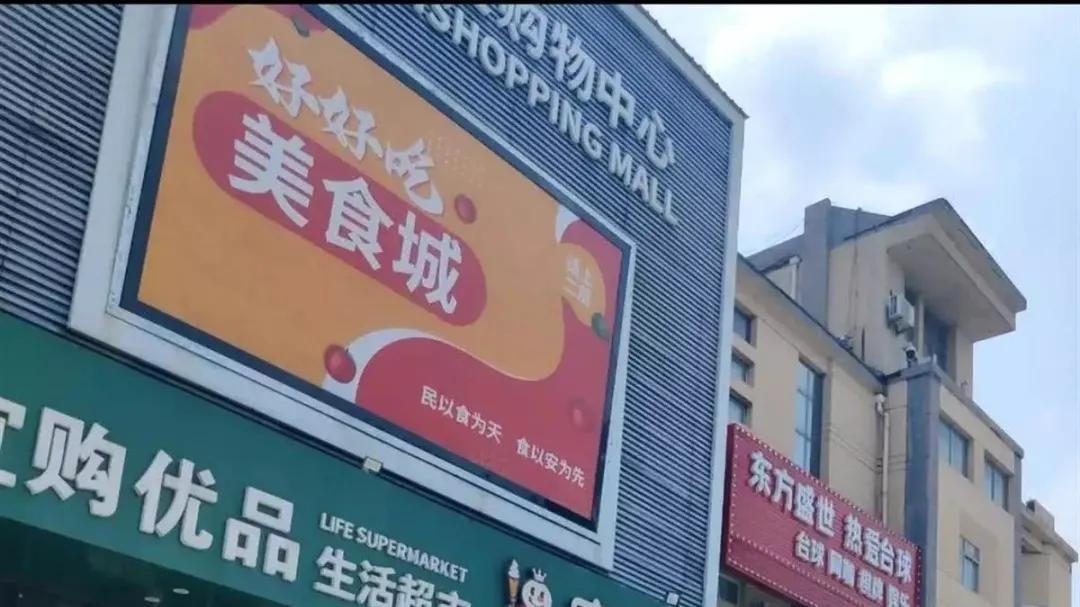 购物中心
SHOPPING MALL
好好吃
美食城
民以食为天 食以安为先
购优品
LIFE SUPERMARKET
生活超市
东方盛世 热爱台球
台球